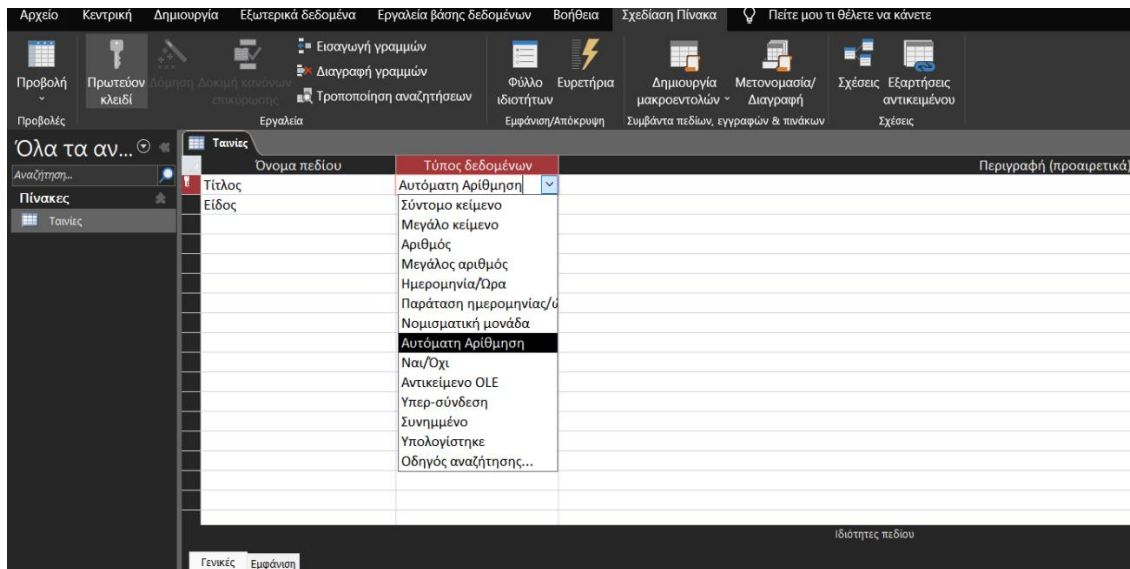 Αρχείο Κεντρική Δημιουργία Εξωτερικά δεδομένα Εργαλεία βάσης δεδομένων Βοήθεια Σχεδίαση Πίνακα Πείτε μου τι θέλετε να κάνετε
Προβολή
Πρωτεύον κλειδί
Δόμηση
Δοκιμή κανόνων επικύρωσης
Εισαγωγή γραμμών
Διαγραφή γραμμών
Τροποποίηση αναζητήσεων
Φύλλο ιδιοτήτων
Ευρετήρια
Δημιουργία μακροεντολών
Μετονομασία/ Διαγραφή
Σχέσεις
Εξαρτήσεις αντικειμένου
Προβολές Εργαλεία Εμφάνιση/Απόκρυψη Συμβάντα πεδίων, εγγραφών & πινάκων Σχέσεις
Όλα τα αν...
Αναζήτηση...
Πίνακες
Ταινίες
Ταινίες
Όνομα πεδίου Τύπος δεδομένων Περιγραφή (προαιρετικά)
Τίτλος Αυτόματη Αρίθμηση
Είδος
Σύντομο κείμενο
Μεγάλο κείμενο
Αριθμός
Μεγάλος αριθμός
Ημερομηνία/Ώρα
Παράταση ημερομηνίας/ώ
Νομισματική μονάδα
Αυτόματη Αρίθμηση
Ναι/Όχι
Αντικείμενο OLE
Υπερ-σύνδεση
Συνημμένο
Υπολογίστηκε
Οδηγός αναζήτησης...
Ιδιότητες πεδίου
Γενικές Εμφάνιση